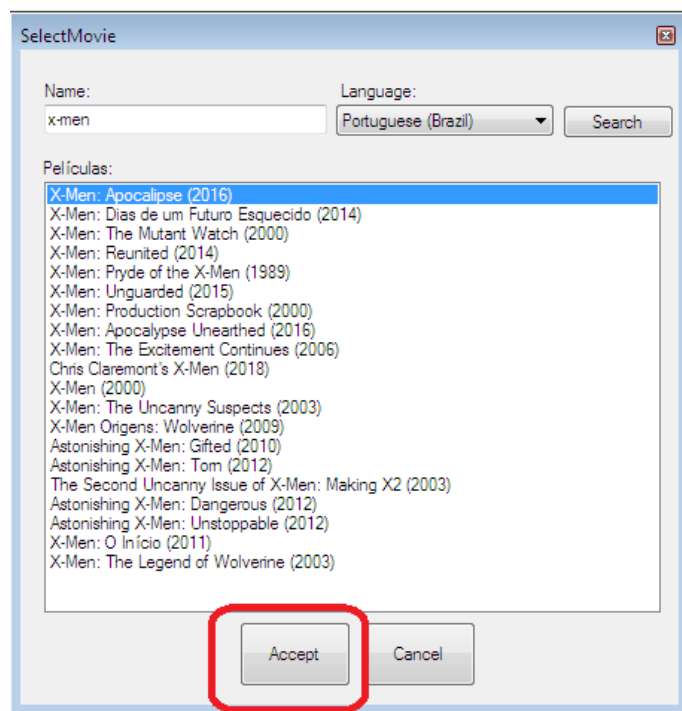 SelectMovie
Name:
Language:
x-men
Portuguese (Brazil)
Search
Películas:
X-Men: Apocalipse (2016)
X-Men: Dias de um Futuro Esquecido (2014)
X-Men: The Mutant Watch (2000)
X-Men: Reunited (2014)
X-Men: Pryde of the X-Men (1989)
X-Men: Unguarded (2015)
X-Men: Production Scrapbook (2000)
X-Men: Apocalypse Unearthed (2016)
X-Men: The Excitement Continues (2006)
Chris Claremont's X-Men (2018)
X-Men (2000)
X-Men: The Uncanny Suspects (2003)
X-Men Origens: Wolverine (2009)
Astonishing X-Men: Gifted (2010)
Astonishing X-Men: Torn (2012)
The Second Uncanny Issue of X-Men: Making X2 (2003)
Astonishing X-Men: Dangerous (2012)
Astonishing X-Men: Unstoppable (2012)
X-Men: O Início (2011)
X-Men: The Legend of Wolverine (2003)
Accept
Cancel